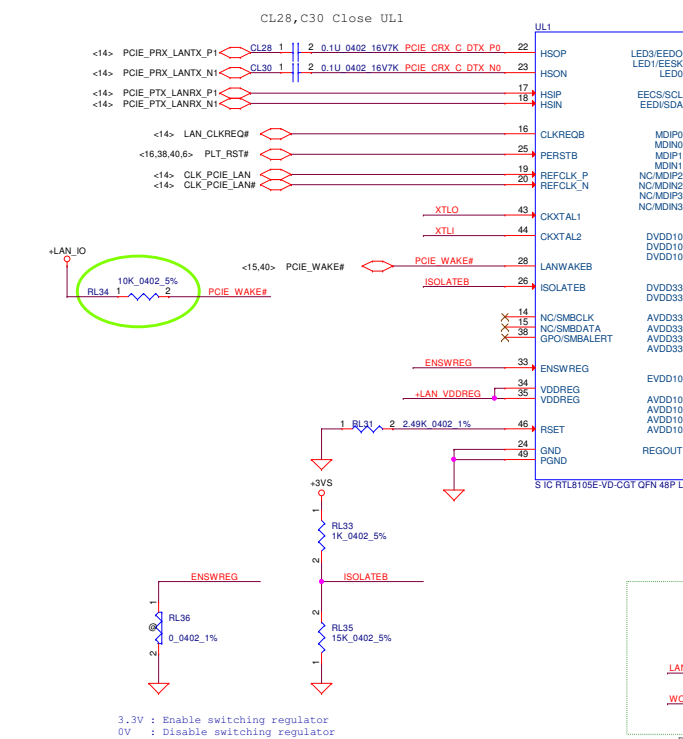 CL28,C30 Close UL1
UL1
<14> PCIE_PRX_LANTX_P1 CL28 1 2 0.1U_0402_16V7K PCIE_CRX_C_DTX_P0 22 HSOP LED3/EEDO
LED1/EESK
<14> PCIE_PRX_LANTX_N1 CL30 1 2 0.1U_0402_16V7K PCIE_CRX_C_DTX_N0 23 HSON LED0
<14> PCIE_PTX_LANRX_P1 17 HSIP EECS/SCL
<14> PCIE_PTX_LANRX_N1 18 HSIN EEDI/SDA
<14> LAN_CLKREQ# 16 CLKREQB MDIP0
MDIN0
<16,38,40,6> PLT_RST# 25 PERSTB MDIP1
MDIN1
<14> CLK_PCIE_LAN 19 REFCLK_P NC/MDIP2
<14> CLK_PCIE_LAN# 20 REFCLK_N NC/MDIN2
NC/MDIP3
NC/MDIN3
XTLO 43 CKXTAL1
XTLI 44 CKXTAL2 DVDD10
DVDD10
DVDD10
+LAN_IO
<15,40> PCIE_WAKE# PCIE_WAKE# 28 LANWAKEB
10K_0402_5%
RL34 1 2 PCIE_WAKE#
ISOLATEB 26 ISOLATEB DVDD33
DVDD33
14 NC/SMBCLK AVDD33
15 NC/SMBDATA AVDD33
38 GPO/SMBALERT AVDD33
AVDD33
ENSWREG 33 ENSWREG
EVDD10
34 VDDREG
+LAN_VDDREG 35 VDDREG AVDD10
AVDD10
AVDD10
1 RL31 2 2.49K_0402_1% 46 RSET AVDD10
24 GND REGOUT
49 PGND
S IC RTL8105E-VD-CGT QFN 48P L
+3VS
1
RL33
1K_0402_5%
2
ENSWREG ISOLATEB
1 2
RL36 RL35
@ 0_0402_1% 15K_0402_5%
2 1
3.3V : Enable switching regulator
0V : Disable switching regulator